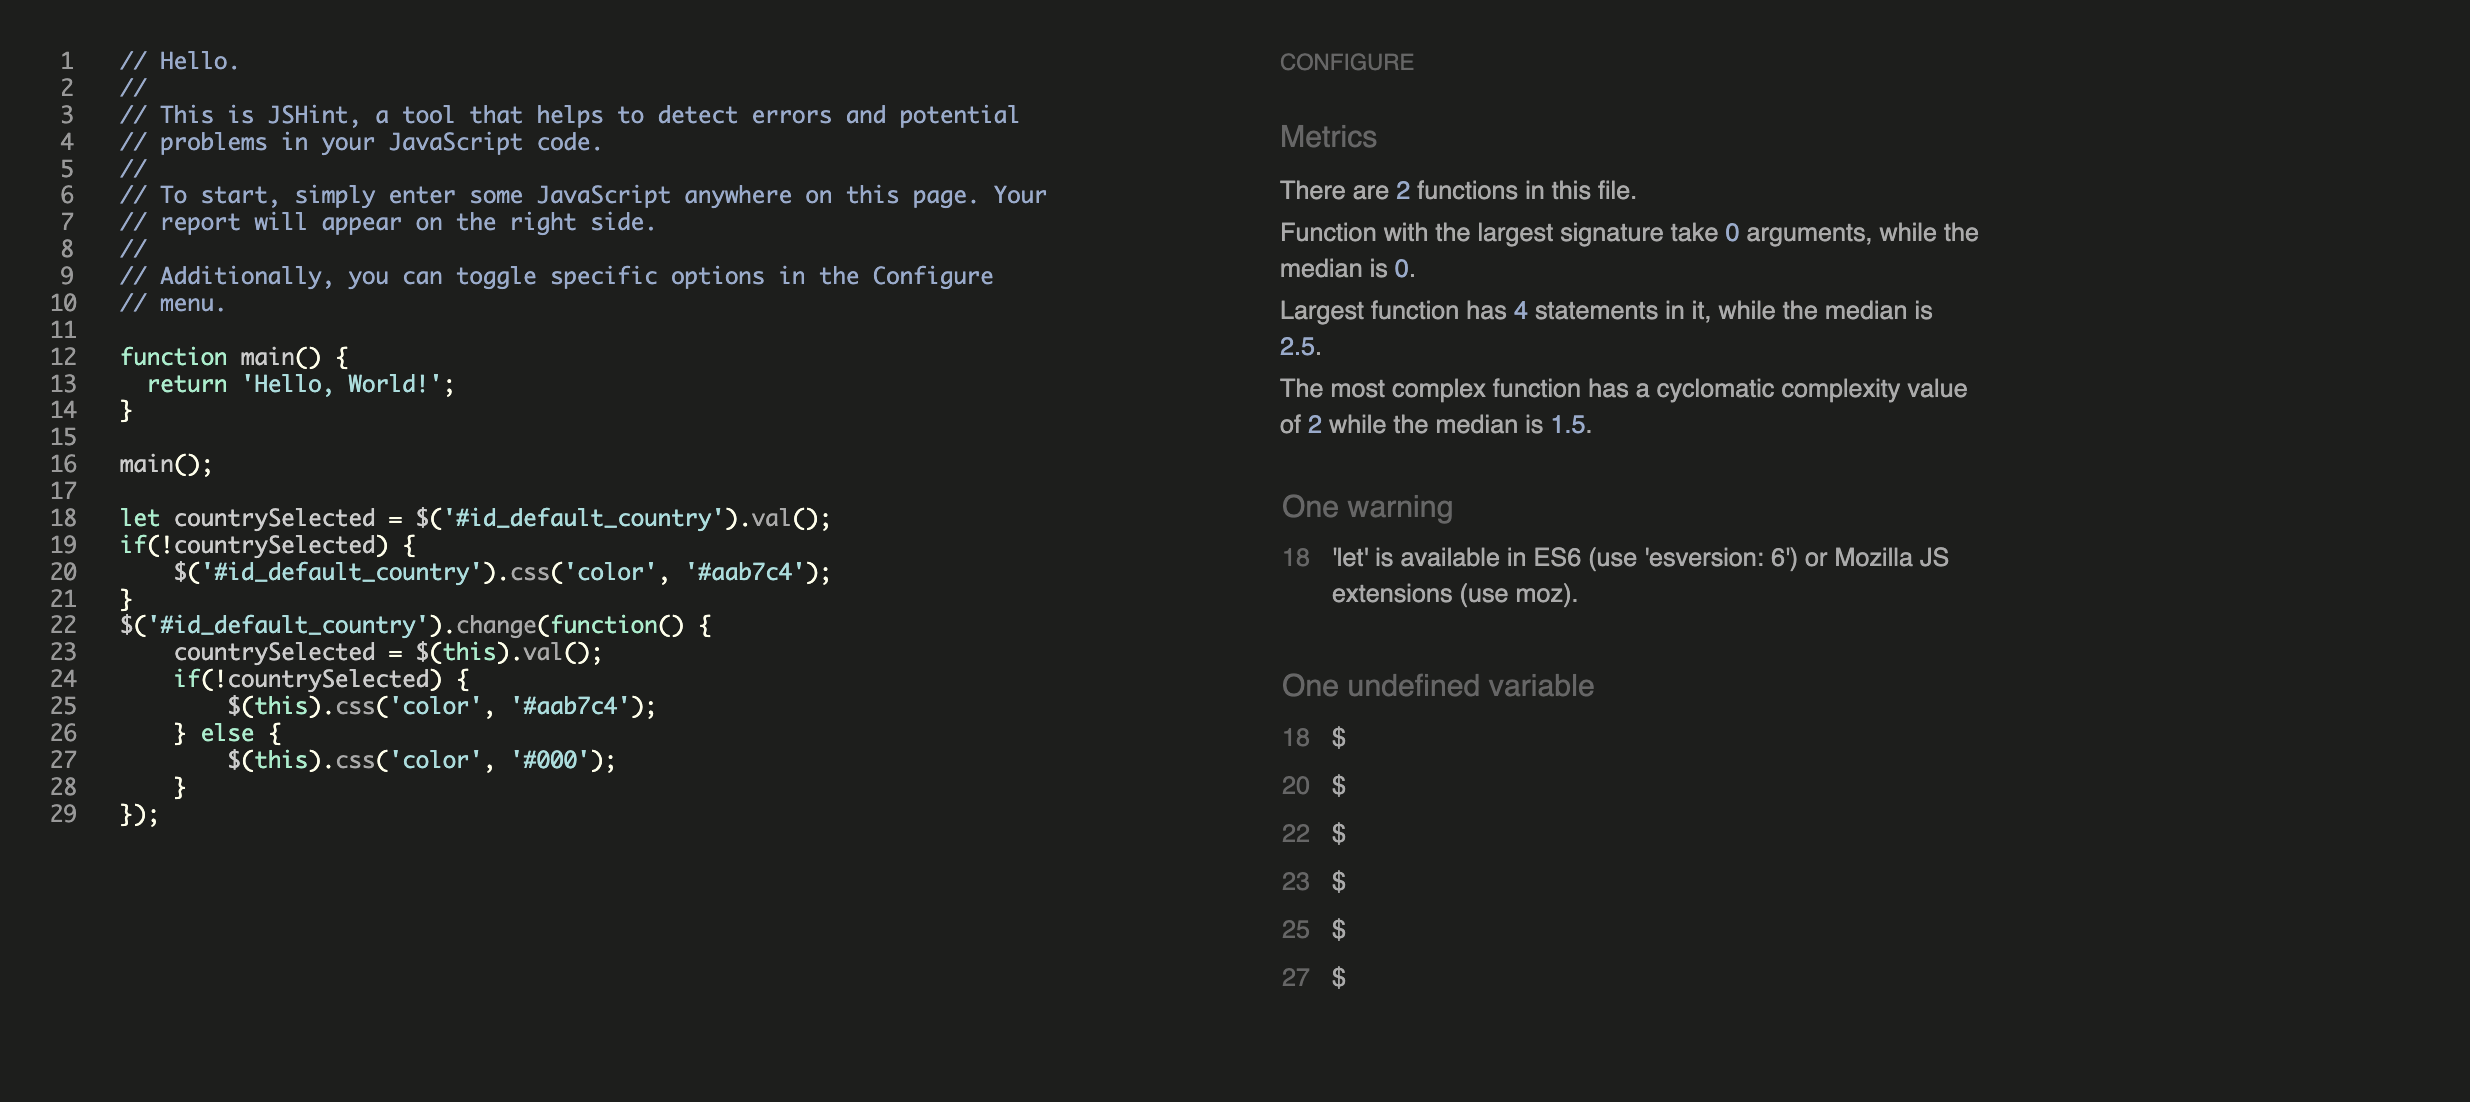 1 // Hello.
2 //
3 // This is JSHint, a tool that helps to detect errors and potential
4 // problems in your JavaScript code.
5 //
6 // To start, simply enter some JavaScript anywhere on this page. Your
7 // report will appear on the right side.
8 //
9 // Additionally, you can toggle specific options in the Configure
10 // menu.
11
12 function main() {
13   return 'Hello, World!';
14 }
15
16 main();
17
18 let countrySelected = $('#id_default_country').val();
19 if(!countrySelected) {
20     $('#id_default_country').css('color', '#aab7c4');
21 }
22 $('#id_default_country').change(function() {
23     countrySelected = $(this).val();
24     if(!countrySelected) {
25         $(this).css('color', '#aab7c4');
26     } else {
27         $(this).css('color', '#000');
28     }
29 });
CONFIGURE
Metrics
There are 2 functions in this file.
Function with the largest signature take 0 arguments, while the
median is 0.
Largest function has 4 statements in it, while the median is
2.5.
The most complex function has a cyclomatic complexity value
of 2 while the median is 1.5.
One warning
18 'let' is available in ES6 (use 'esversion: 6') or Mozilla JS
extensions (use moz).
One undefined variable
18 $
20 $
22 $
23 $
25 $
27 $